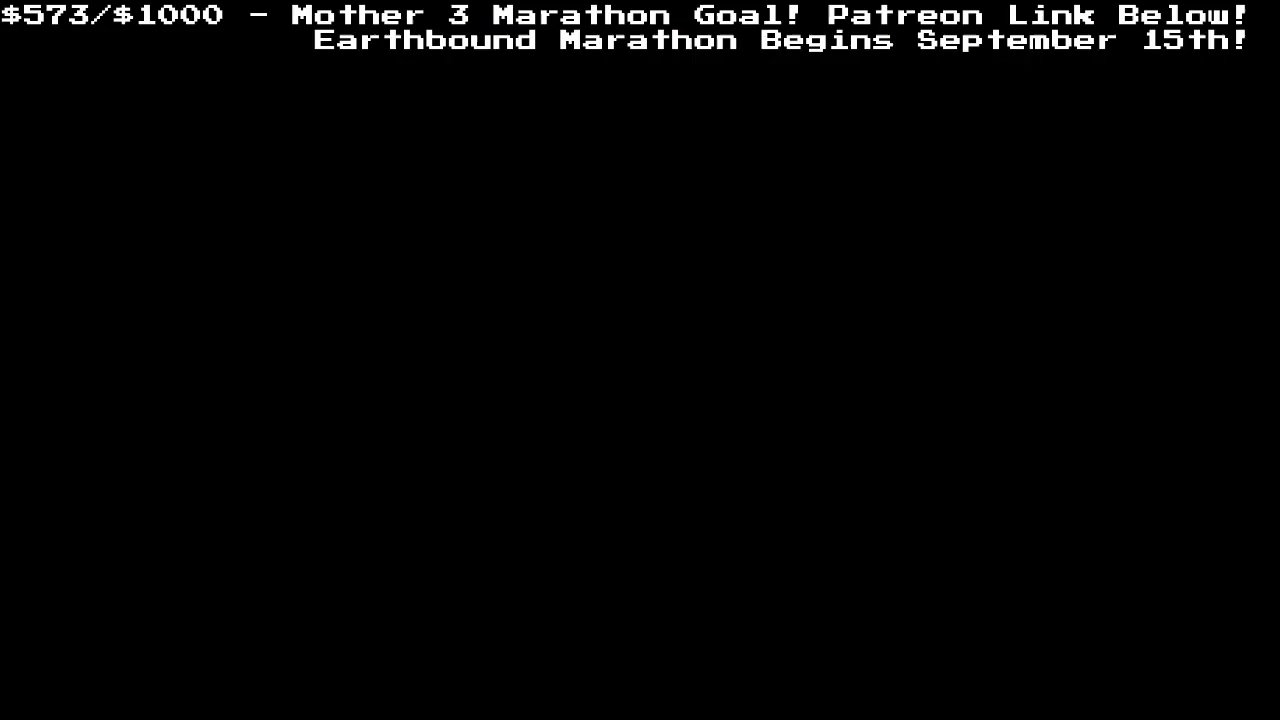 $573/$1000 - Mother 3 Marathon Goal! Patreon Link Below!
Earthbound Marathon Begins September 15th!